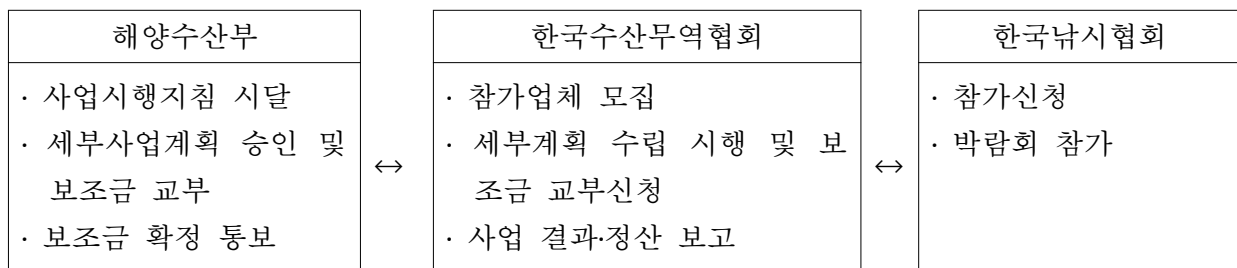 해양수산부
· 사업시행지침 시달
· 세부사업계획 승인 및
보조금 교부
· 보조금 확정 통보
↔
한국수산무역협회
· 참가업체 모집
· 세부계획 수립 시행 및 보
조금 교부신청
· 사업 결과·정산 보고
↔
한국낚시협회
· 참가신청
· 박람회 참가